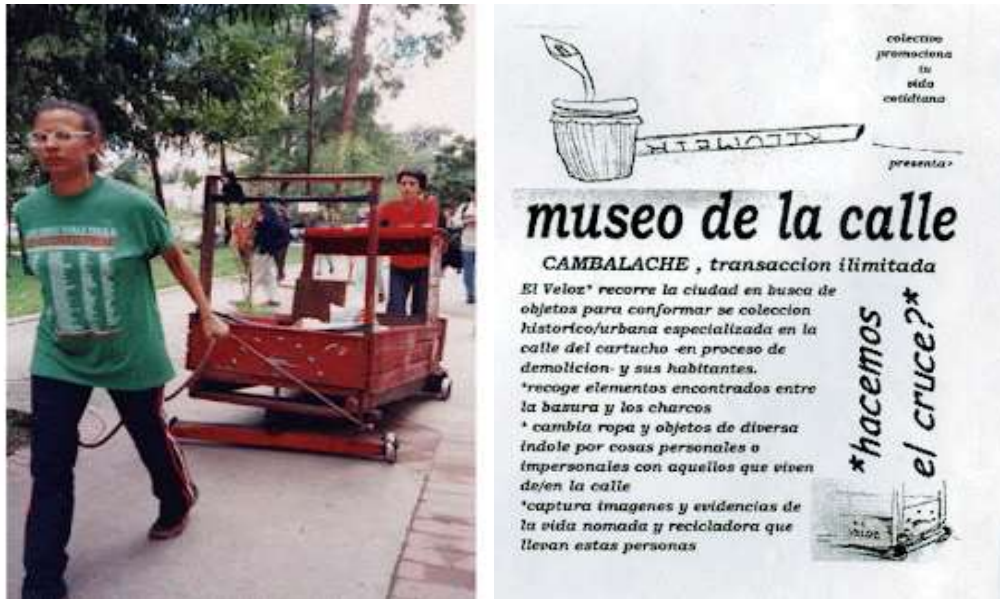 colectivo
promociona
tu
vida
cotidiana
presenta>
museo de la calle
CAMBALACHE , transaccion ilimitada
El Veloz* recorre la ciudad en busca de
objetos para conformar se coleccion
historico/urbana especializada en la
calle del cartucho -en proceso de
demolicion- y sus habitantes.
*recoge elementos encontrados entre
la basura y los charcos
* cambia ropa y objetos de diversa
indole por cosas personales o
impersonales con aquellos que viven
de/en la calle
*captura imagenes y evidencias de
la vida nomada y recicladora que
llevan estas personas
*hacemos
el cruce?*